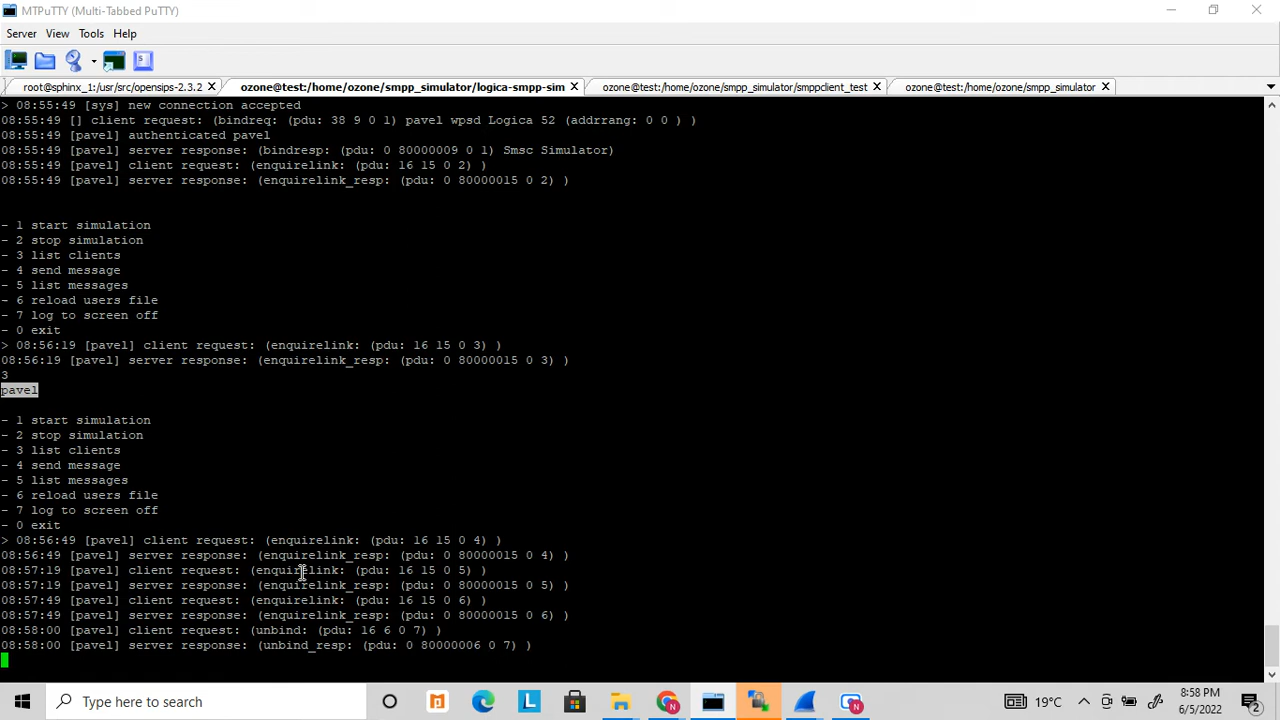 MTPuTTY (Multi-Tabbed PuTTY)
Server View Tools Help
root@sphinx_1:/usr/src/opensips-2.3.2 ozone@test:/home/ozone/smpp_simulator/logica-smpp-sim ozone@test:/home/ozone/smpp_simulator/smppclient_test ozone@test:/home/ozone/smpp_simulator
> 08:55:49 [sys] new connection accepted
08:55:49 [] client request: (bindreq: (pdu: 38 9 0 1) pavel wpsd Logica 52 (addrrang: 0 0 ) )
08:55:49 [pavel] authenticated pavel
08:55:49 [pavel] server response: (bindresp: (pdu: 0 80000009 0 1) Smsc Simulator)
08:55:49 [pavel] client request: (enquirelink: (pdu: 16 15 0 2) )
08:55:49 [pavel] server response: (enquirelink_resp: (pdu: 0 80000015 0 2) )
- 1 start simulation
- 2 stop simulation
- 3 list clients
- 4 send message
- 5 list messages
- 6 reload users file
- 7 log to screen off
- 0 exit
> 08:56:19 [pavel] client request: (enquirelink: (pdu: 16 15 0 3) )
08:56:19 [pavel] server response: (enquirelink_resp: (pdu: 0 80000015 0 3) )
3
pavel
- 1 start simulation
- 2 stop simulation
- 3 list clients
- 4 send message
- 5 list messages
- 6 reload users file
- 7 log to screen off
- 0 exit
> 08:56:49 [pavel] client request: (enquirelink: (pdu: 16 15 0 4) )
08:56:49 [pavel] server response: (enquirelink_resp: (pdu: 0 80000015 0 4) )
08:57:19 [pavel] client request: (enquirelink: (pdu: 16 15 0 5) )
08:57:19 [pavel] server response: (enquirelink_resp: (pdu: 0 80000015 0 5) )
08:57:49 [pavel] client request: (enquirelink: (pdu: 16 15 0 6) )
08:57:49 [pavel] server response: (enquirelink_resp: (pdu: 0 80000015 0 6) )
08:58:00 [pavel] client request: (unbind: (pdu: 16 6 0 7) )
08:58:00 [pavel] server response: (unbind_resp: (pdu: 0 80000006 0 7) )
Type here to search
19°C
8:58 PM
6/5/2022
2